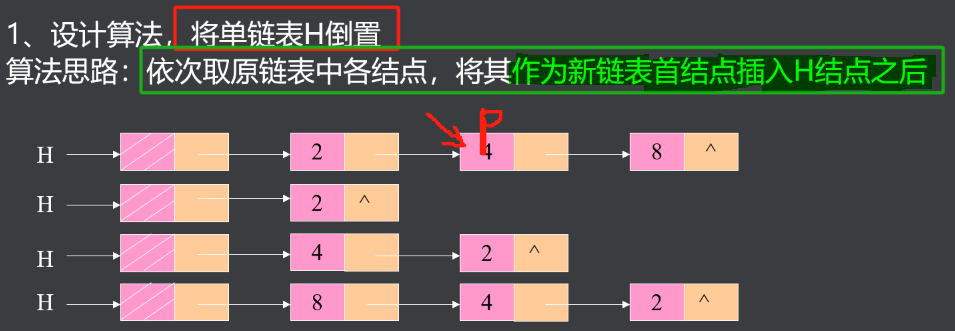 1、设计算法，将单链表H倒置
算法思路：依次取原链表中各结点，将其作为新链表首结点插入H结点之后
P
H 2 4 8 ^
H 2 ^
H 4 2 ^
H 8 4 2 ^